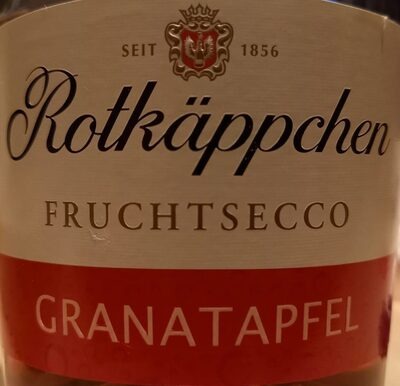 SEIT 1856
Rotkäppchen
FRUCHTSECCO
GRANATAPFEL